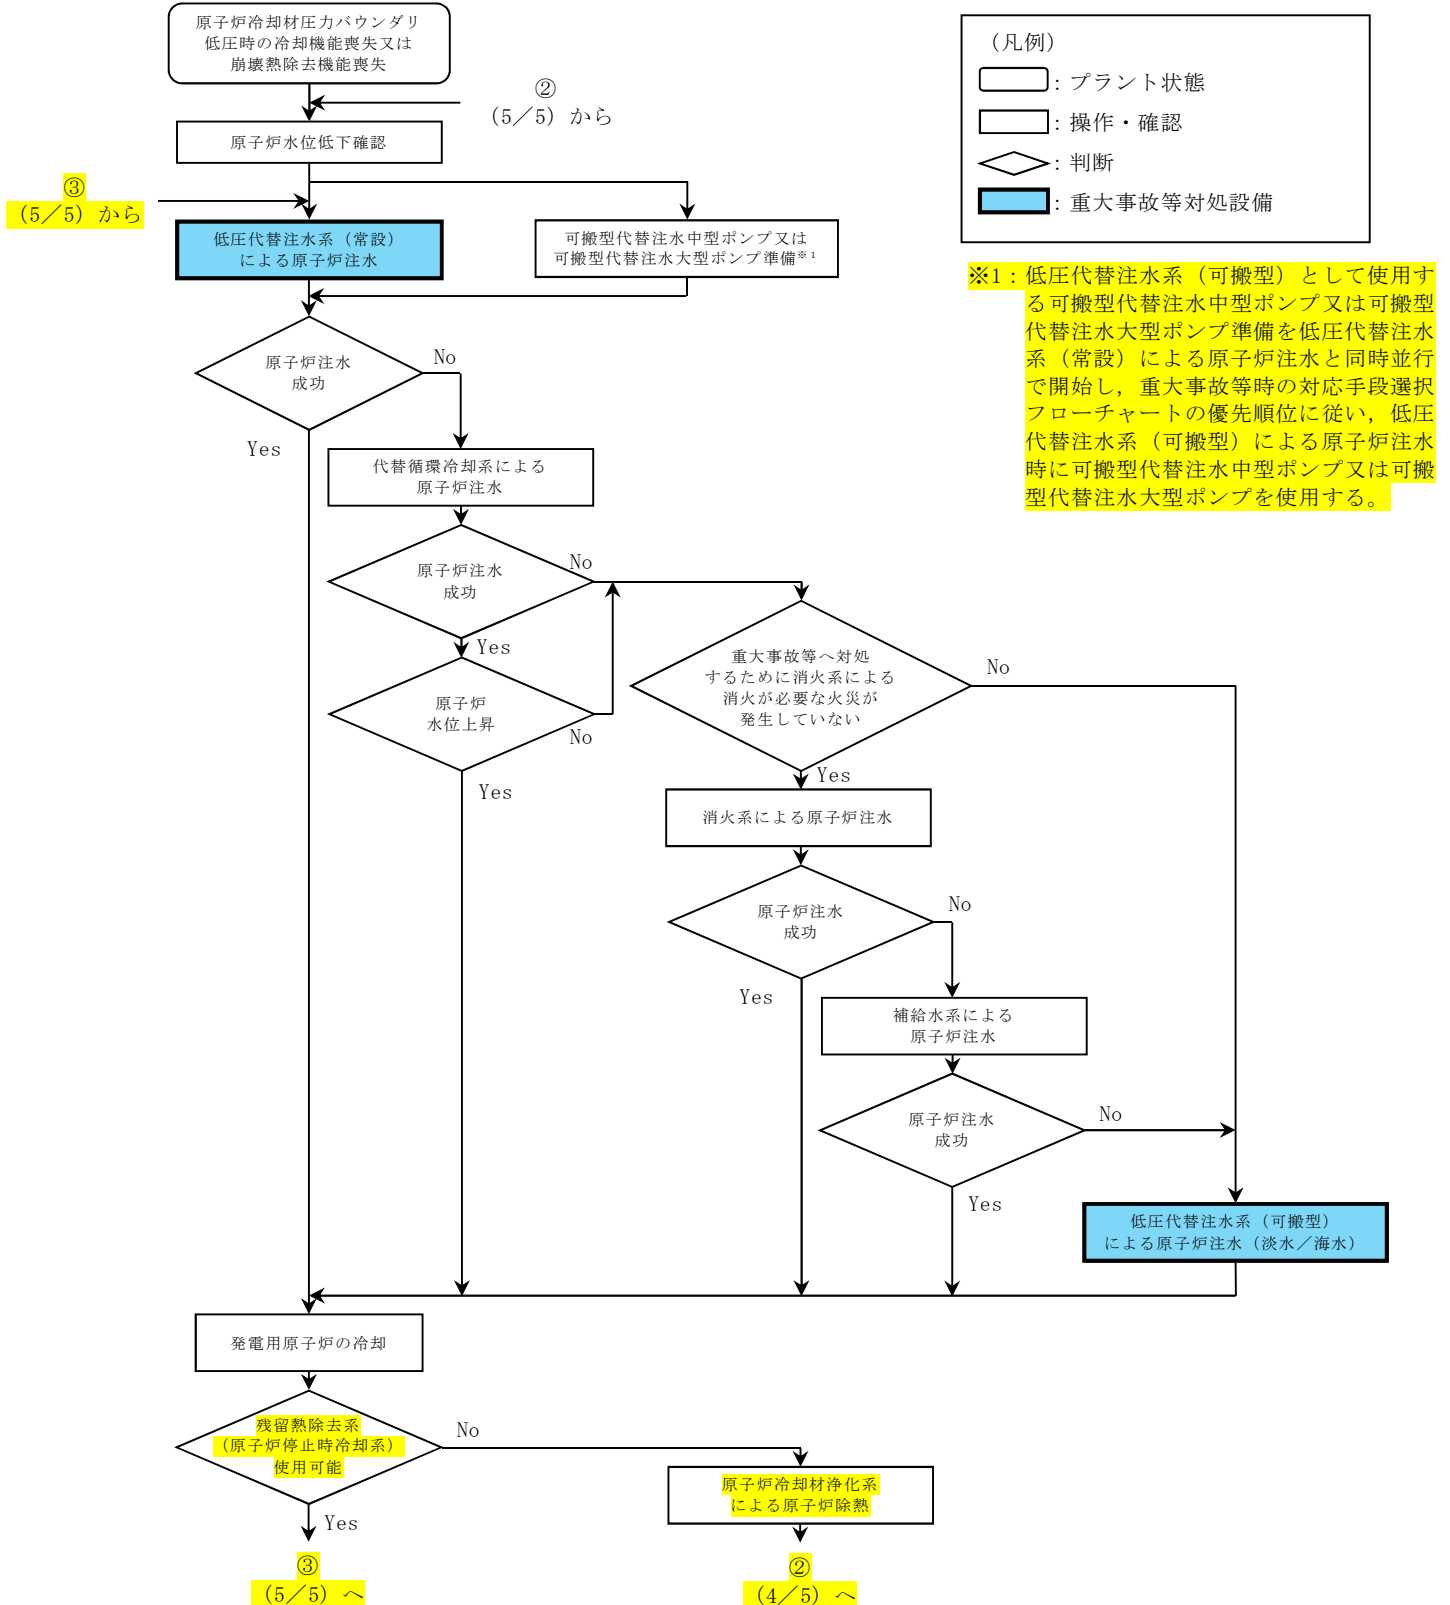 原子炉冷却材圧力バウンダリ
低圧時の冷却機能喪失又は
崩壊熱除去機能喪失
②
（5／5）から
原子炉水位低下確認
③
（5／5）から
低圧代替注水系（常設）
による原子炉注水
可搬型代替注水中型ポンプ又は
可搬型代替注水大型ポンプ準備※１
（凡例）
：プラント状態
：操作・確認
：判断
：重大事故等対処設備
※1：低圧代替注水系（可搬型）として使用す
る可搬型代替注水中型ポンプ又は可搬型
代替注水大型ポンプ準備を低圧代替注水
系（常設）による原子炉注水と同時並行
で開始し，重大事故等時の対応手段選択
フローチャートの優先順位に従い，低圧
代替注水系（可搬型）による原子炉注水
時に可搬型代替注水中型ポンプ又は可搬
型代替注水大型ポンプを使用する。
原子炉注水
成功
No
Yes
代替循環冷却系による
原子炉注水
原子炉注水
成功
No
Yes
原子炉
水位上昇
No
Yes
重大事故等へ対処
するために消火系による
消火が必要な火災が
発生していない
No
Yes
消火系による原子炉注水
原子炉注水
成功
No
Yes
補給水系による
原子炉注水
原子炉注水
成功
No
Yes
低圧代替注水系（可搬型）
による原子炉注水（淡水／海水）
発電用原子炉の冷却
残留熱除去系
（原子炉停止時冷却系）
使用可能
No
Yes
原子炉冷却材浄化系
による原子炉除熱
③
（5／5）へ
②
（4／5）へ